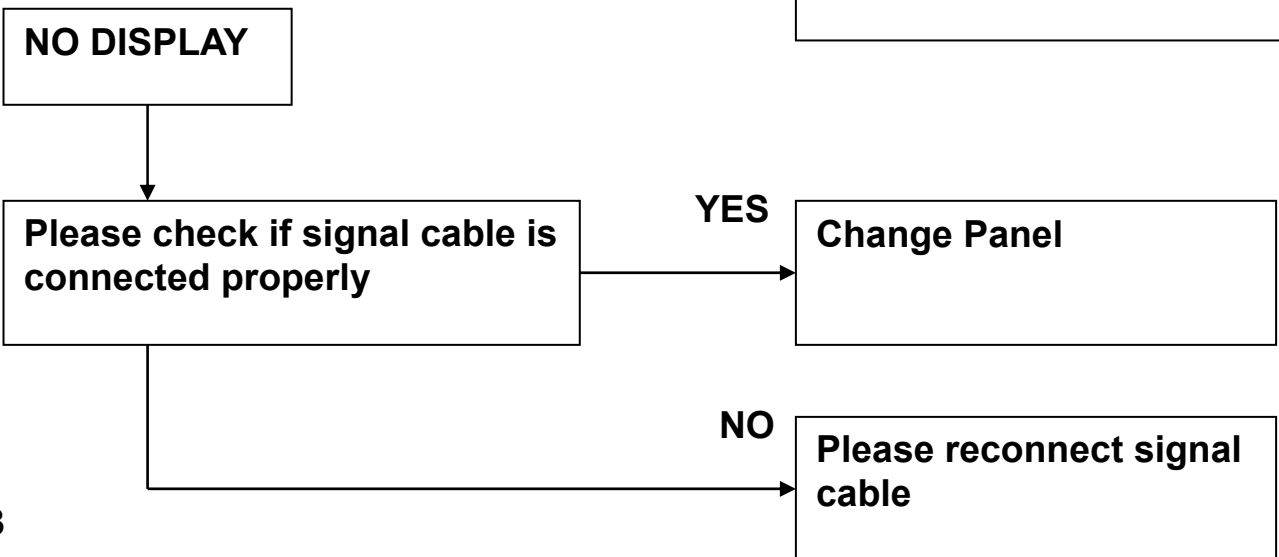 NO DISPLAY
Please check if signal cable is
connected properly
YES
Change Panel
NO
Please reconnect signal
cable